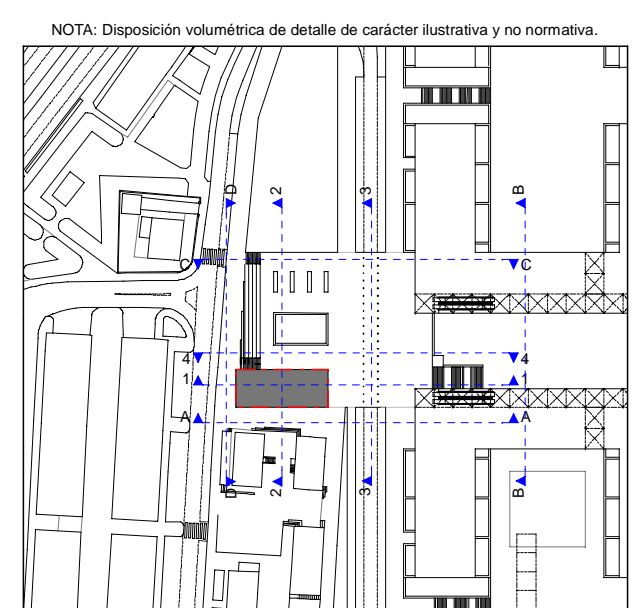 NOTA: Disposición volumétrica de detalle de carácter ilustrativa y no normativa.
D
2
3
B
C
C
4
4
1
1
A
A
D
2
3
B